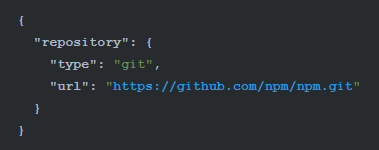 {
  "repository": {
    "type": "git",
    "url": "https://github.com/npm/npm.git"
  }
}